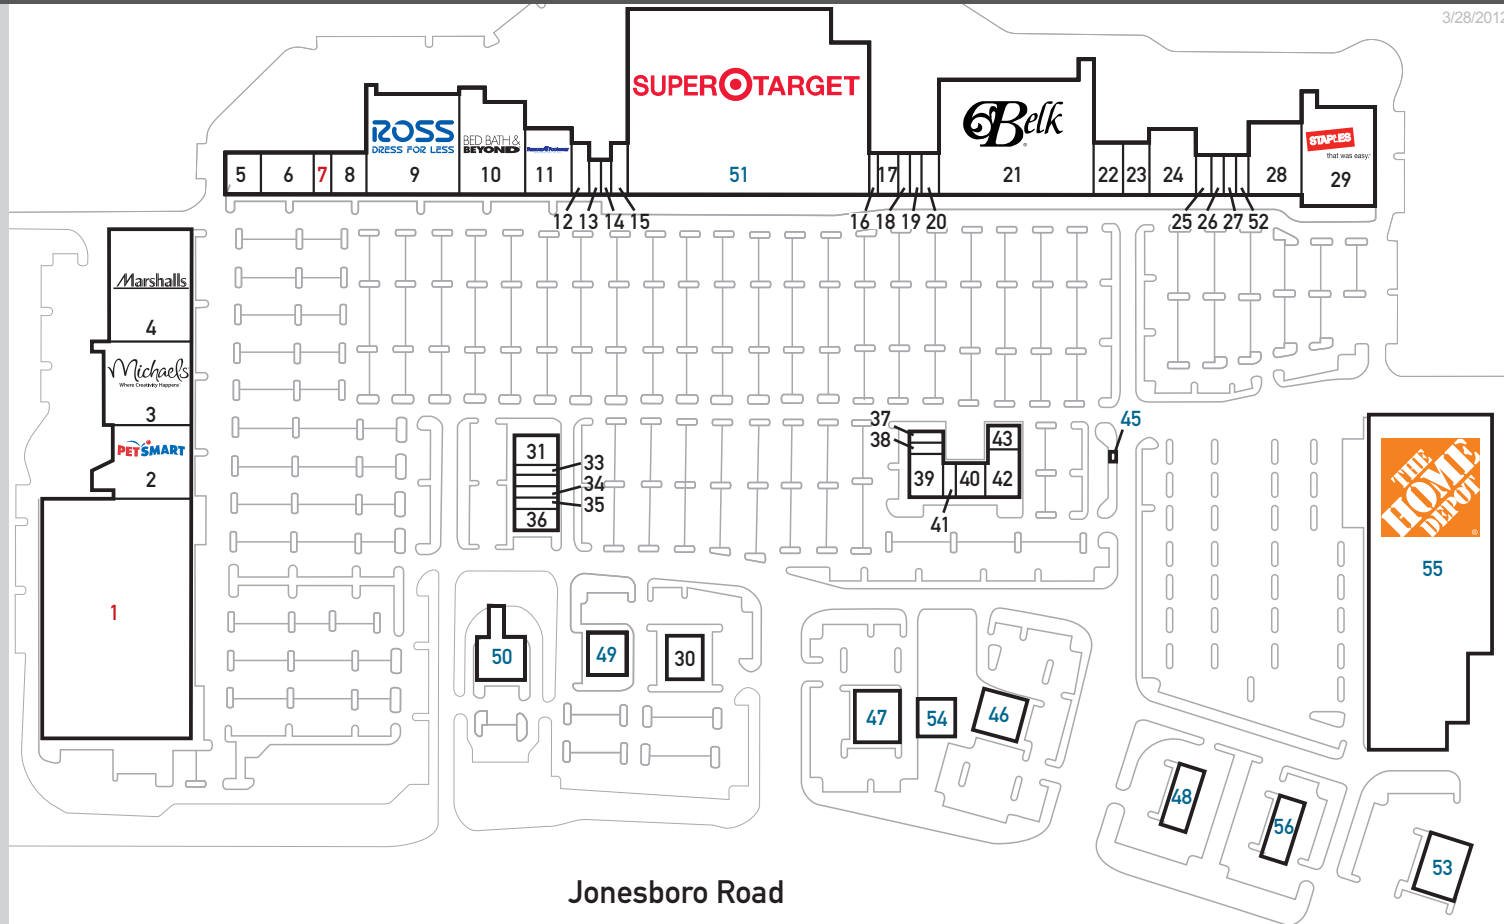 3/28/2012
SUPER TARGET
ROSS
DRESS FOR LESS
BED BATH &
BEYOND
Belk
STAPLES
that was easy.
5 6 7 8 9 10 11 51 17 21 22 23 24 28 29
12 13 14 15 16 18 19 20 25 26 27 52
Marshalls
4
Michaels
Where Creativity Happens
3
PETSMART
2
1
31
33
34
35
36
37
38
39
40
41
42
43
45
THE
HOME
DEPOT
55
50
49
30
47
54
46
48
56
53
Jonesboro Road